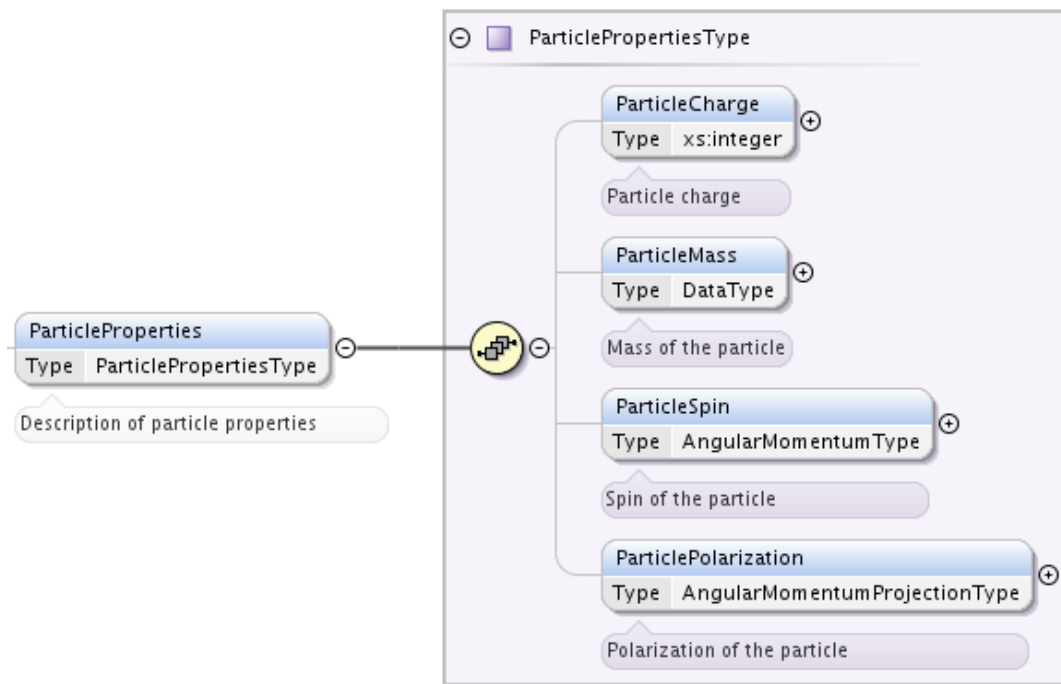 ParticlePropertiesType
ParticleCharge
Type xs:integer
Particle charge
ParticleMass
Type DataType
Mass of the particle
ParticleProperties
Type ParticlePropertiesType
Description of particle properties
ParticleSpin
Type AngularMomentumType
Spin of the particle
ParticlePolarization
Type AngularMomentumProjectionType
Polarization of the particle